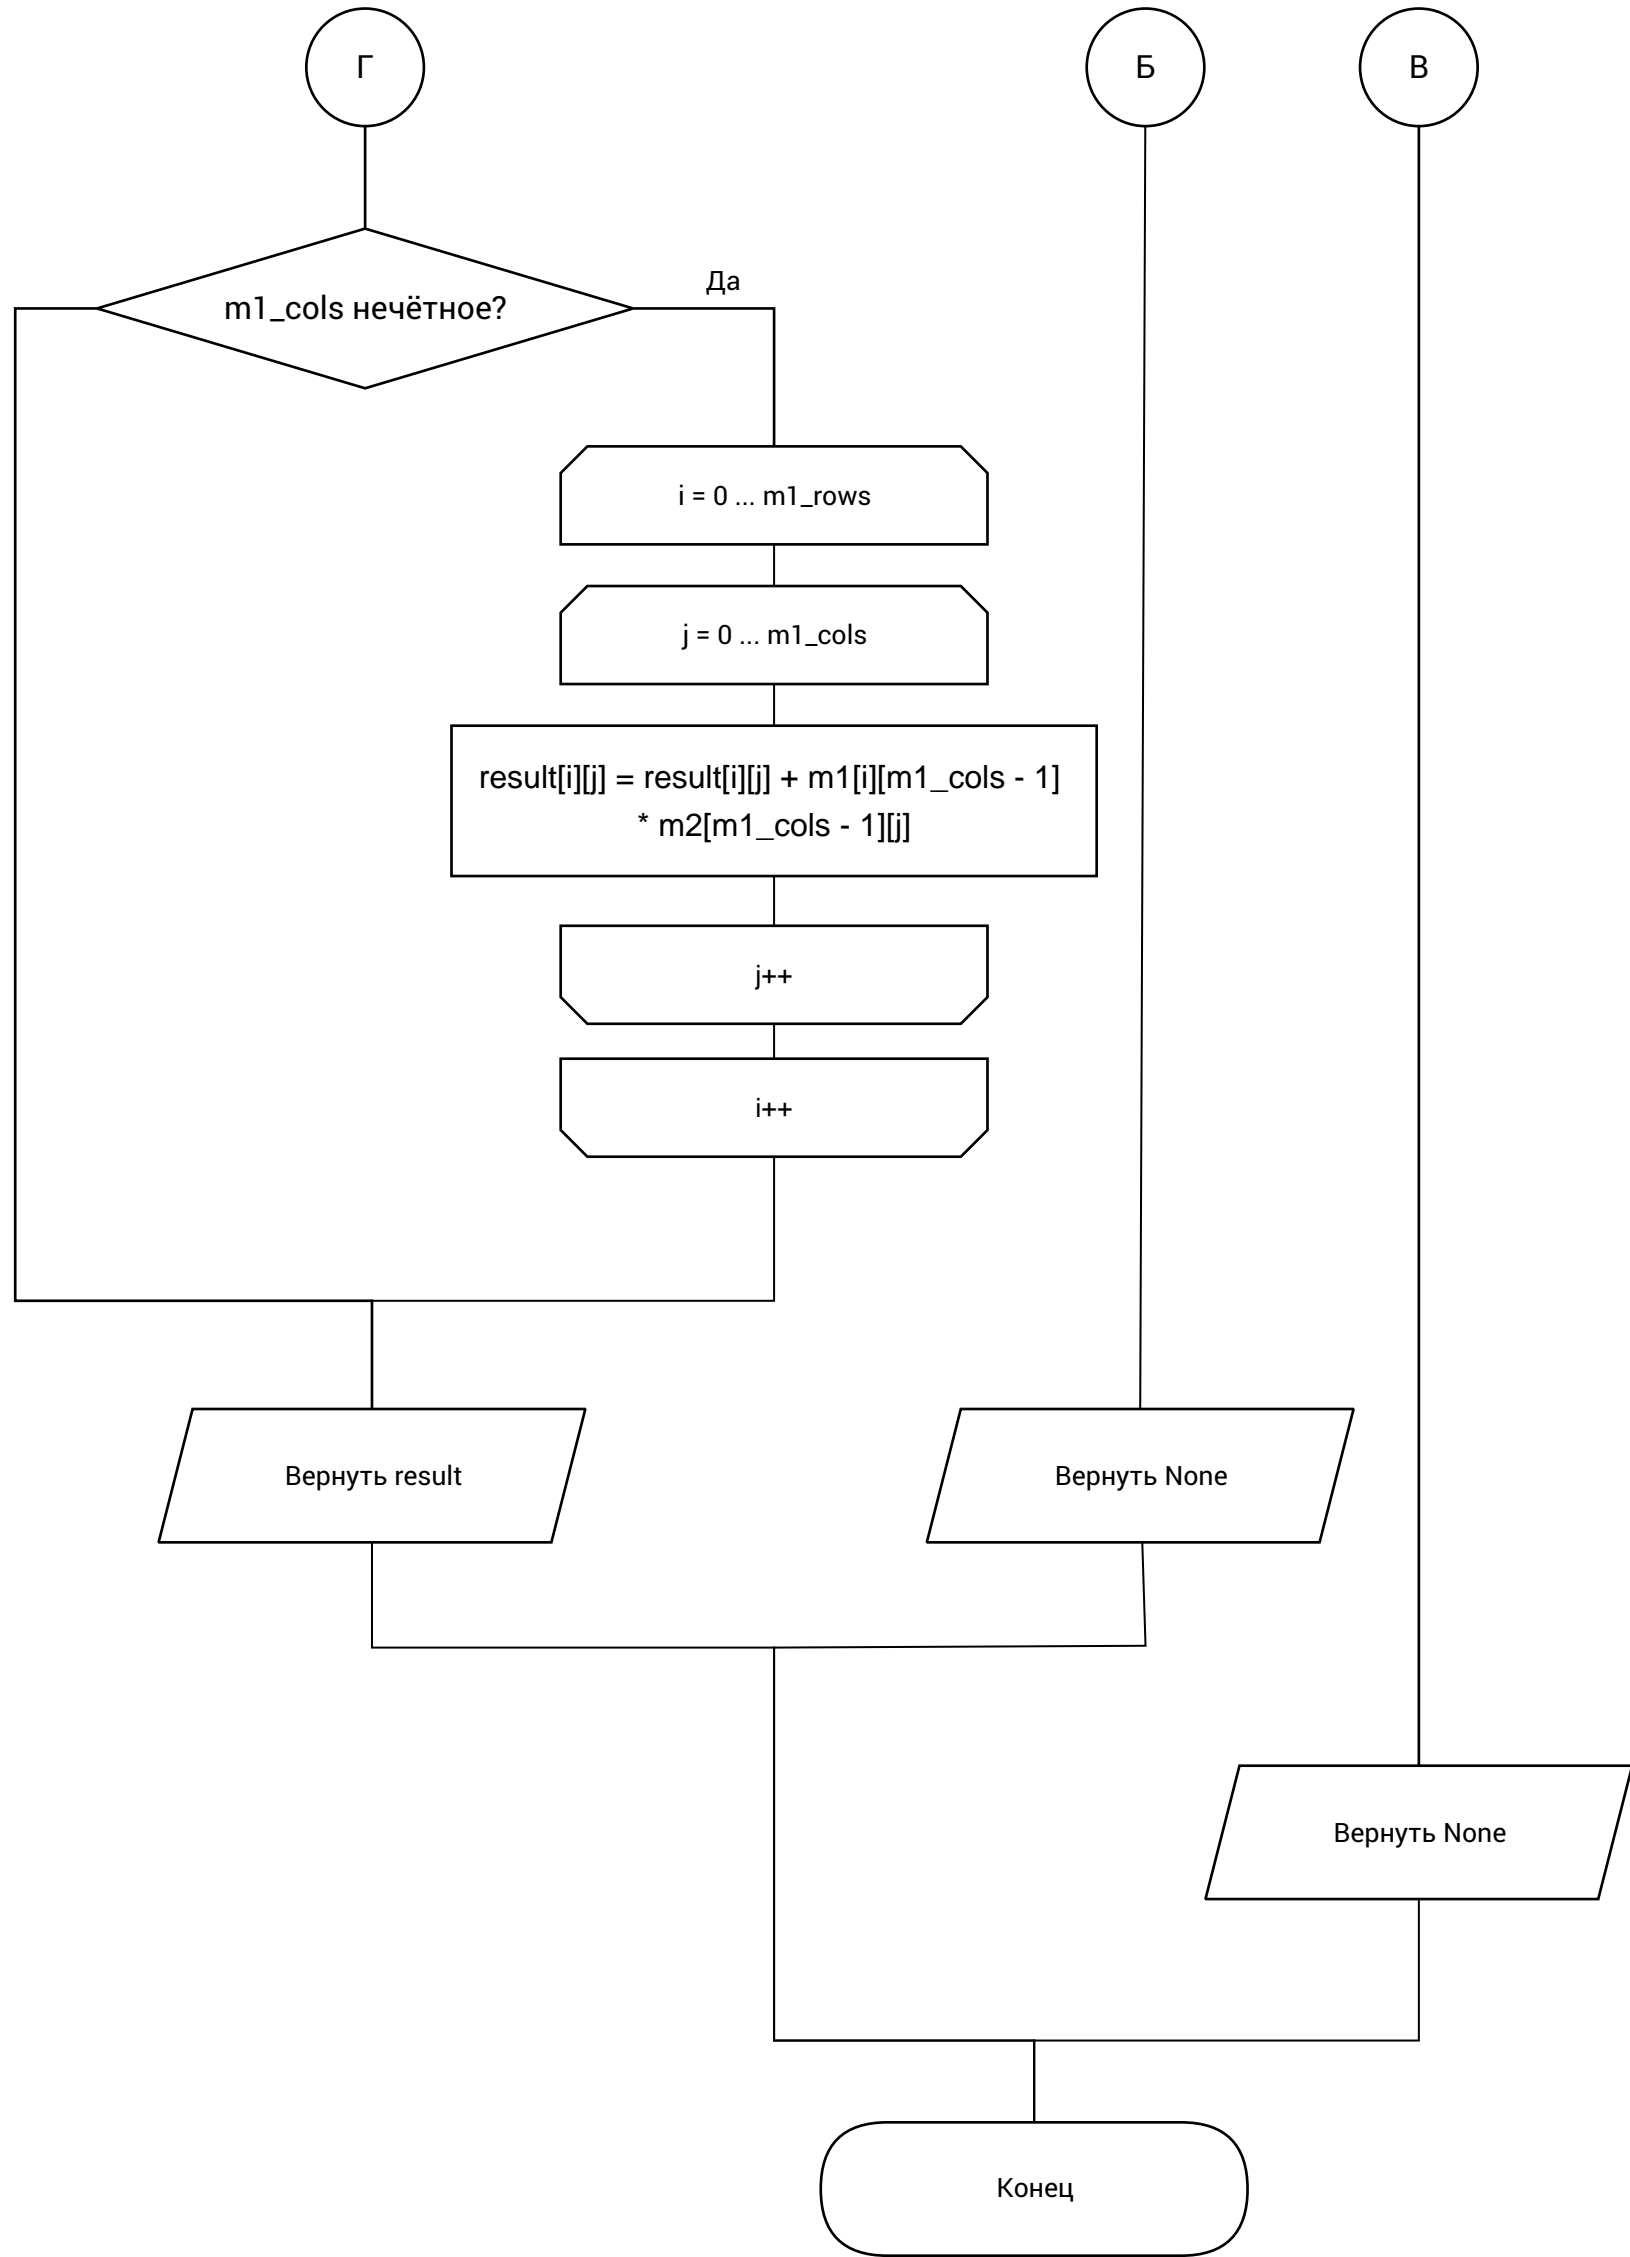 Г
Б
В
Да
m1_cols нечётное?
i = 0 ... m1_rows
j = 0 ... m1_cols
result[i][j] = result[i][j] + m1[i][m1_cols - 1]
* m2[m1_cols - 1][j]
j++
i++
Вернуть result
Вернуть None
Вернуть None
Конец